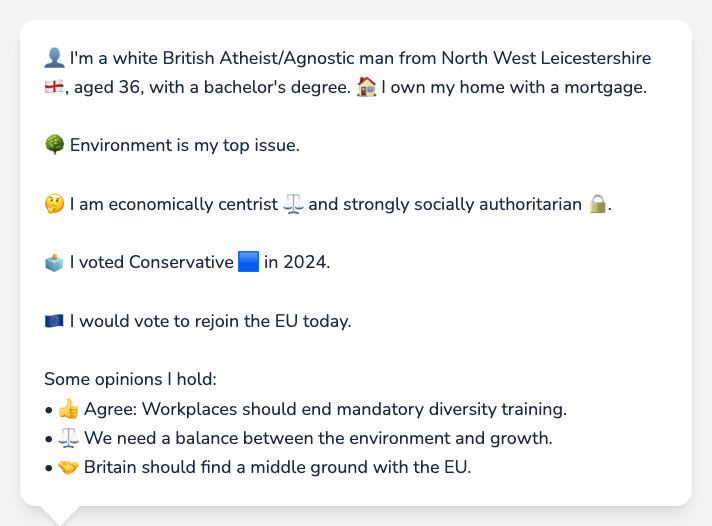 👤 I'm a white British Atheist/Agnostic man from North West Leicestershire
🏴󠁧󠁢󠁥󠁮󠁧󠁿, aged 36, with a bachelor's degree. 🏠 I own my home with a mortgage.
🌳 Environment is my top issue.
🤔 I am economically centrist ⚖️ and strongly socially authoritarian 🔒.
🗳️ I voted Conservative 🟦 in 2024.
🇪🇺 I would vote to rejoin the EU today.
Some opinions I hold:
• 👍 Agree: Workplaces should end mandatory diversity training.
• ⚖️ We need a balance between the environment and growth.
• 🤝 Britain should find a middle ground with the EU.